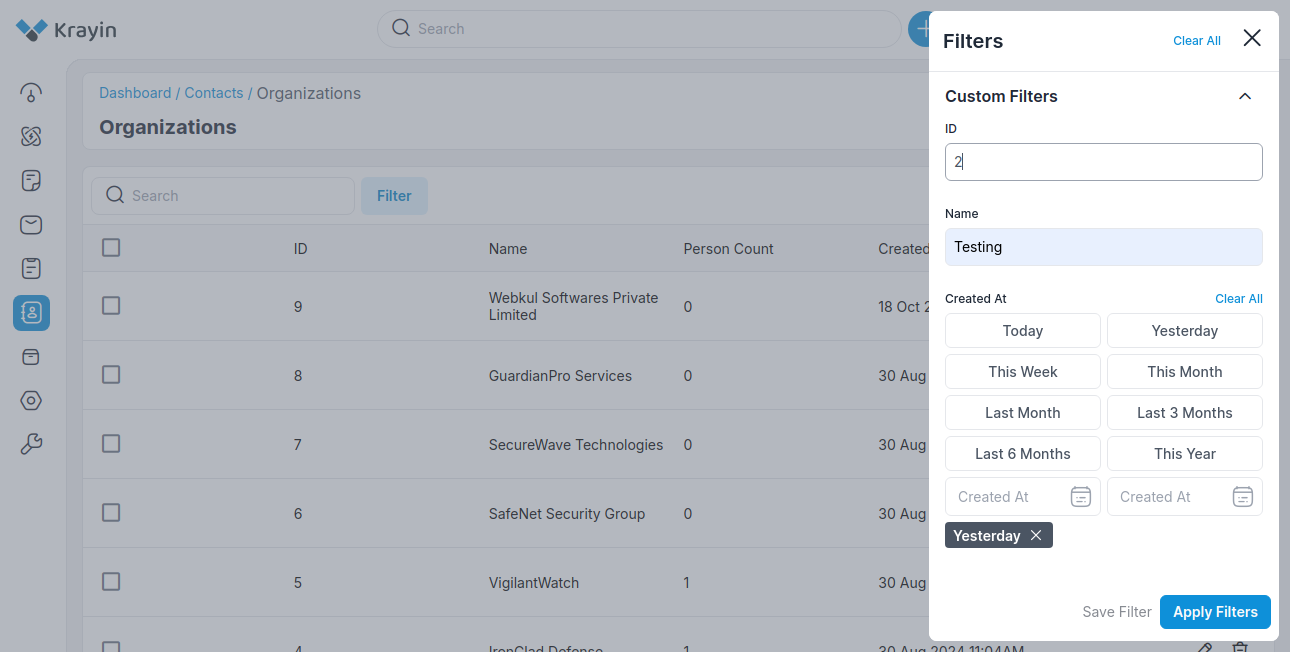 Krayin
Search
Dashboard / Contacts / Organizations
Organizations
Search
Filter
ID Name Person Count Created
9 Webkul Softwares Private Limited 0 18 Oct 2
8 GuardianPro Services 0 30 Aug
7 SecureWave Technologies 0 30 Aug
6 SafeNet Security Group 0 30 Aug
5 VigilantWatch 1 30 Aug
4 IronClad Defense 1 30 Aug 2024 11:04AM
Filters
Clear All
Custom Filters
ID
2
Name
Testing
Created At Clear All
Today Yesterday
This Week This Month
Last Month Last 3 Months
Last 6 Months This Year
Created At Created At
Yesterday
Save Filter Apply Filters